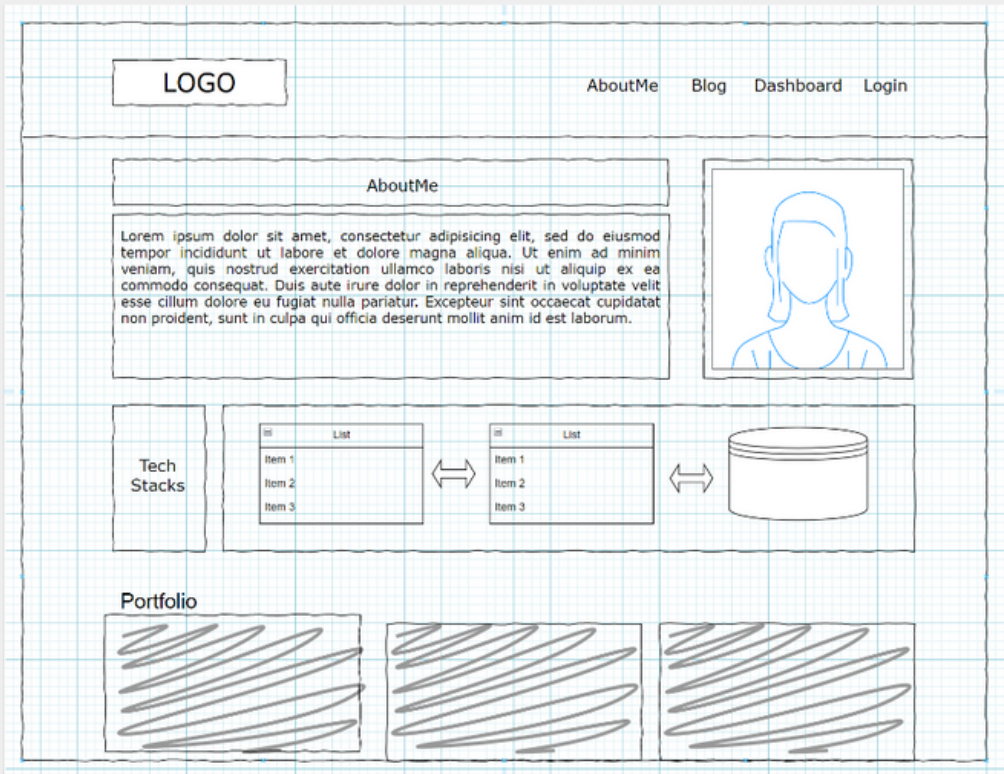 LOGO
AboutMe Blog Dashboard Login
AboutMe
Lorem ipsum dolor sit amet, consectetur adipisicing elit, sed do eiusmod
tempor incididunt ut labore et dolore magna aliqua. Ut enim ad minim
veniam, quis nostrud exercitation ullamco laboris nisi ut aliquip ex ea
commodo consequat. Duis aute irure dolor in reprehenderit in voluptate velit
esse cillum dolore eu fugiat nulla pariatur. Excepteur sint occaecat cupidatat
non proident, sunt in culpa qui officia deserunt mollit anim id est laborum.
Tech
Stacks
List
Item 1
Item 2
Item 3
List
Item 1
Item 2
Item 3
Portfolio